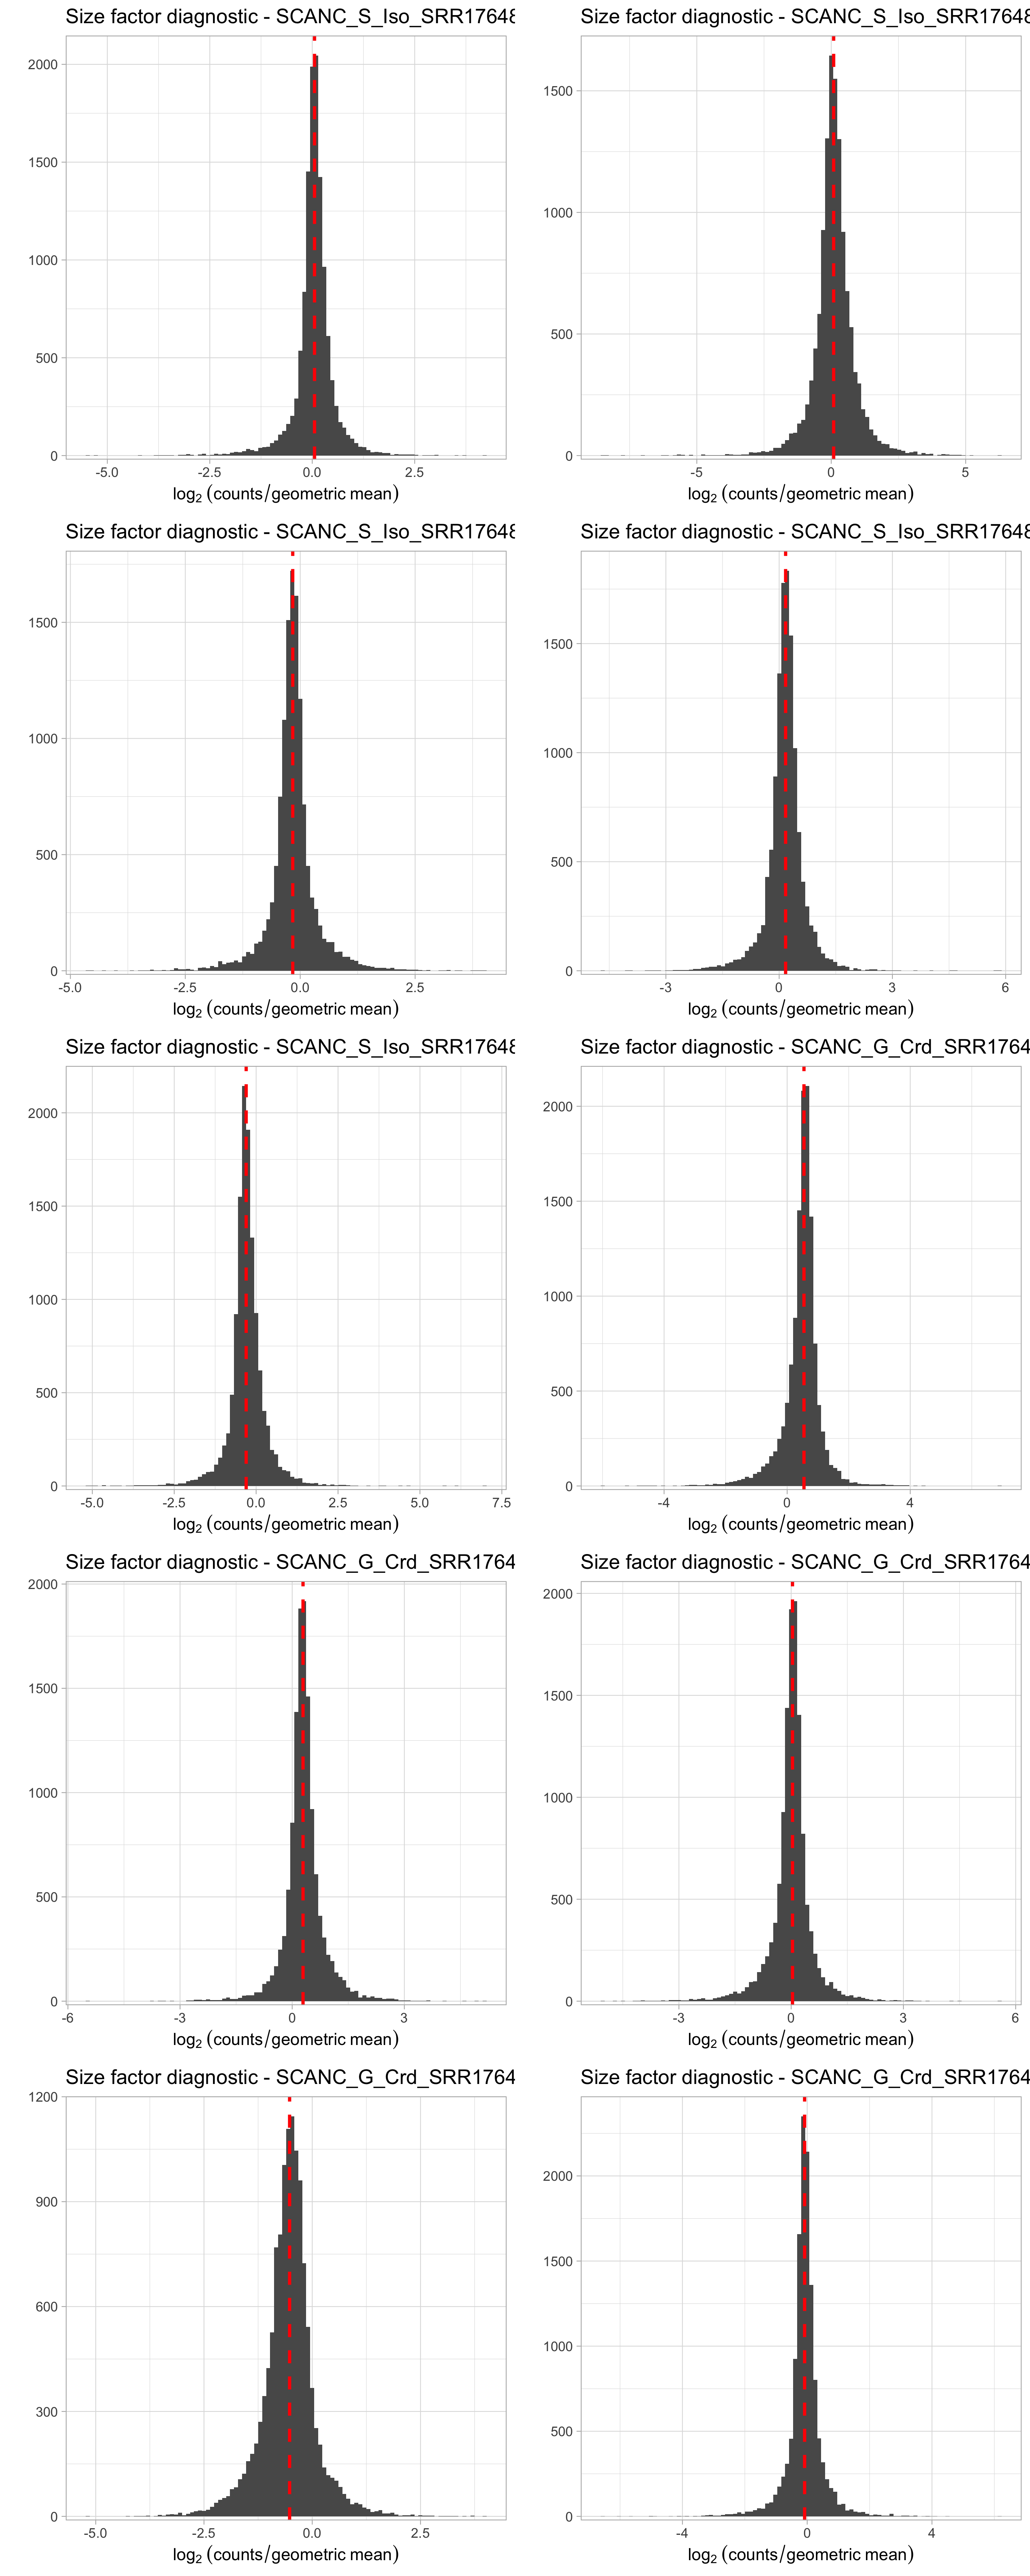 Size factor diagnostic - SCANC_S_Iso_SRR17648
2000
1500
1000
500
0
-5.0 -2.5 0.0 2.5
log2 (counts/geometric mean)
Size factor diagnostic - SCANC_S_Iso_SRR17648
1500
1000
500
0
-5 0 5
log2 (counts/geometric mean)
Size factor diagnostic - SCANC_S_Iso_SRR17648
1500
1000
500
0
-5.0 -2.5 0.0 2.5
log2 (counts/geometric mean)
Size factor diagnostic - SCANC_S_Iso_SRR17648
1500
1000
500
0
-3 0 3 6
log2 (counts/geometric mean)
Size factor diagnostic - SCANC_S_Iso_SRR17648
2000
1500
1000
500
0
-5.0 -2.5 0.0 2.5 5.0 7.5
log2 (counts/geometric mean)
Size factor diagnostic - SCANC_G_Crd_SRR1764
2000
1500
1000
500
0
-4 0 4
log2 (counts/geometric mean)
Size factor diagnostic - SCANC_G_Crd_SRR1764
2000
1500
1000
500
0
-6 -3 0 3
log2 (counts/geometric mean)
Size factor diagnostic - SCANC_G_Crd_SRR1764
2000
1500
1000
500
0
-3 0 3 6
log2 (counts/geometric mean)
Size factor diagnostic - SCANC_G_Crd_SRR1764
1200
900
600
300
0
-5.0 -2.5 0.0 2.5
log2 (counts/geometric mean)
Size factor diagnostic - SCANC_G_Crd_SRR1764
2000
1500
1000
500
0
-4 0 4
log2 (counts/geometric mean)